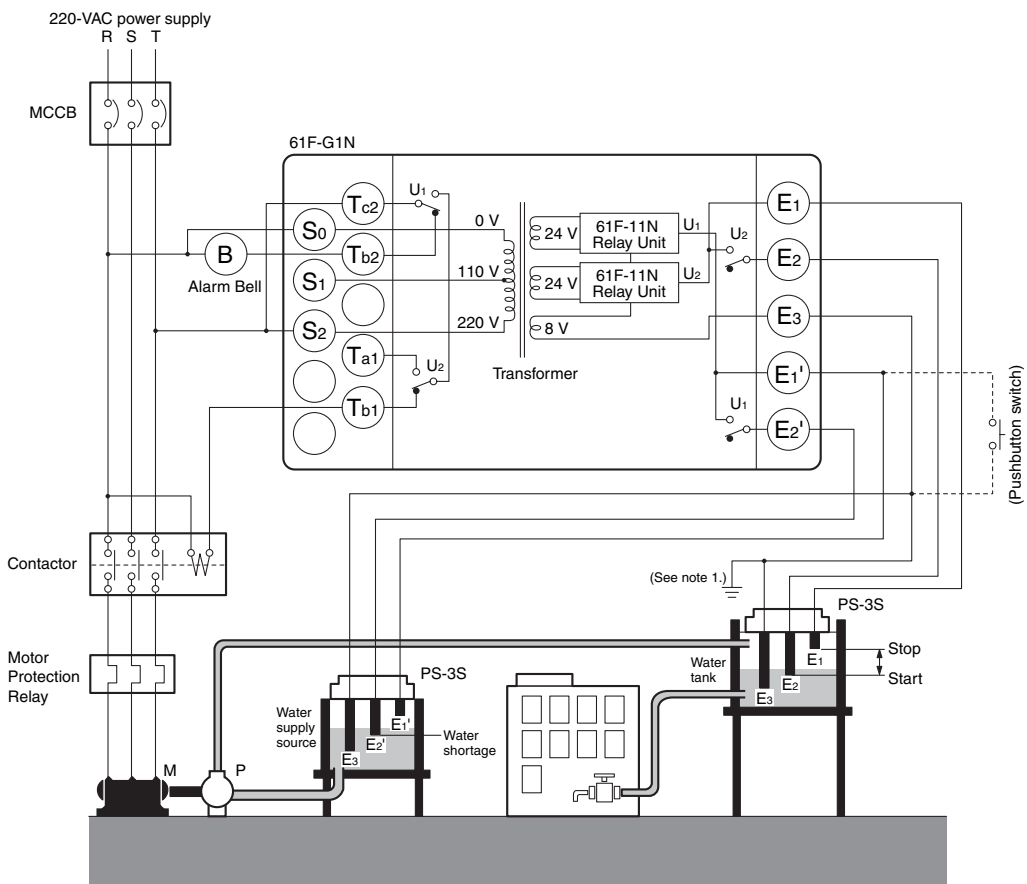 220-VAC power supply
R S T
MCCB
61F-G1N
Tc2
U1
S0
0 V
24 V
61F-11N
Relay Unit
U1
E1
B
Alarm Bell
Tb2
U2
E2
S1
110 V
24 V
61F-11N
Relay Unit
U2
S2
220 V
8 V
E3
Ta1
U2
Transformer
E1'
Tb1
U1
E2'
(Pushbutton switch)
Contactor
(See note 1.)
PS-3S
Motor
Protection
Relay
PS-3S
Water
tank
E1
E2
E3
Stop
Start
Water
supply
source
E1'
E2'
E3
Water
shortage
M
P